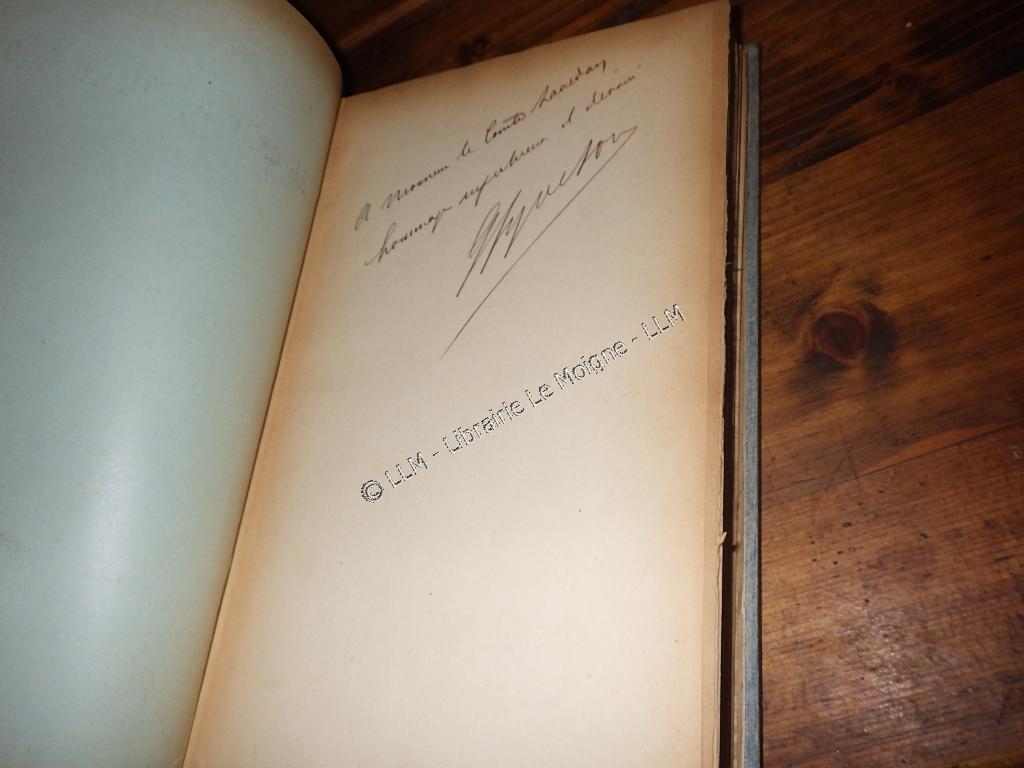 A Monsieur le Comte
hommage respectueux et dévoué
© LLM - Librairie Le Moigne - LLM